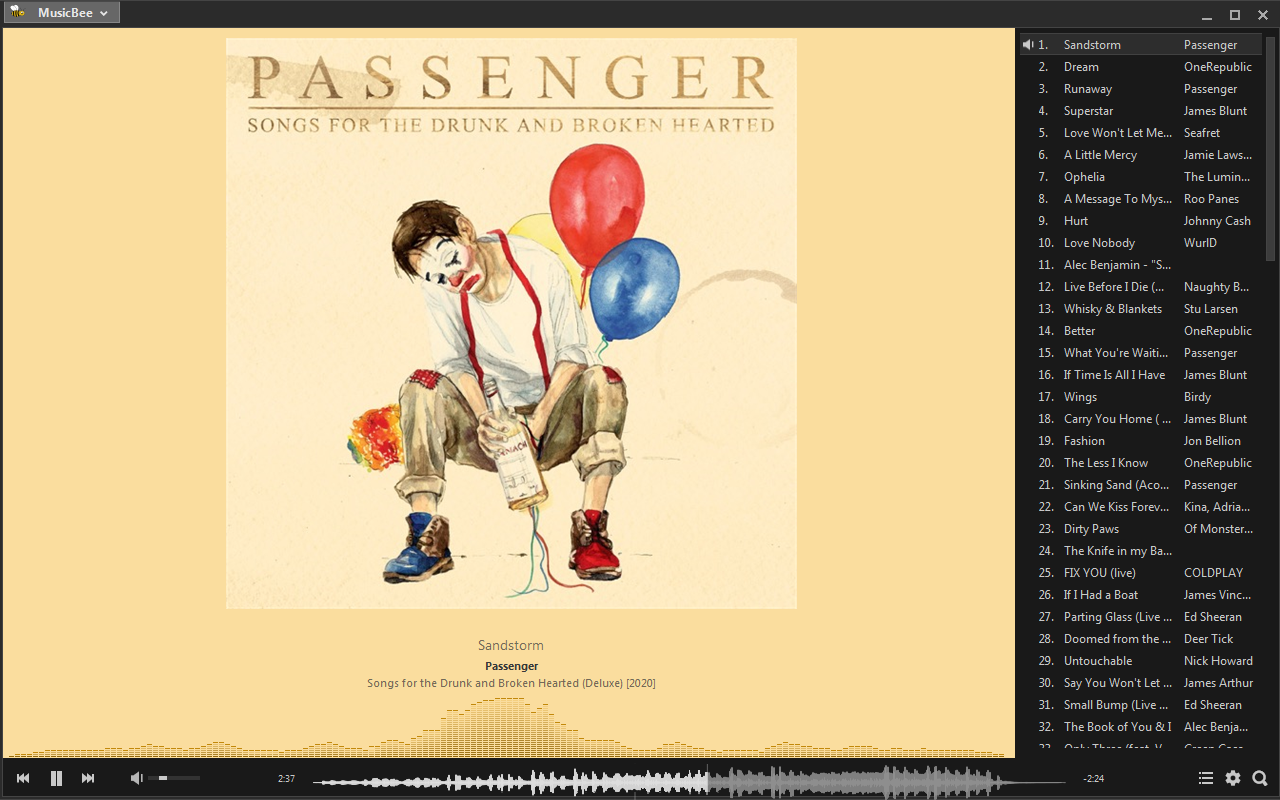 MusicBee
PASSENGER
SONGS FOR THE DRUNK AND BROKEN HEARTED
Sandstorm
Passenger
Songs for the Drunk and Broken Hearted (Deluxe) [2020]
2:37
-2:24
1. Sandstorm Passenger
2. Dream OneRepublic
3. Runaway Passenger
4. Superstar James Blunt
5. Love Won't Let Me... Seafret
6. A Little Mercy Jamie Laws...
7. Ophelia The Lumin...
8. A Message To Mys... Roo Panes
9. Hurt Johnny Cash
10. Love Nobody WurlD
11. Alec Benjamin - "S...
12. Live Before I Die (... Naughty B...
13. Whisky & Blankets Stu Larsen
14. Better OneRepublic
15. What You're Waiti... Passenger
16. If Time Is All I Have James Blunt
17. Wings Birdy
18. Carry You Home ( ... James Blunt
19. Fashion Jon Bellion
20. The Less I Know OneRepublic
21. Sinking Sand (Aco... Passenger
22. Can We Kiss Forev... Kina, Adria...
23. Dirty Paws Of Monster...
24. The Knife in my Ba...
25. FIX YOU (live) COLDPLAY
26. If I Had a Boat James Vinc...
27. Parting Glass (Live ... Ed Sheeran
28. Doomed from the ... Deer Tick
29. Untouchable Nick Howard
30. Say You Won't Let ... James Arthur
31. Small Bump (Live ... Ed Sheeran
32. The Book of You & I Alec Benja...